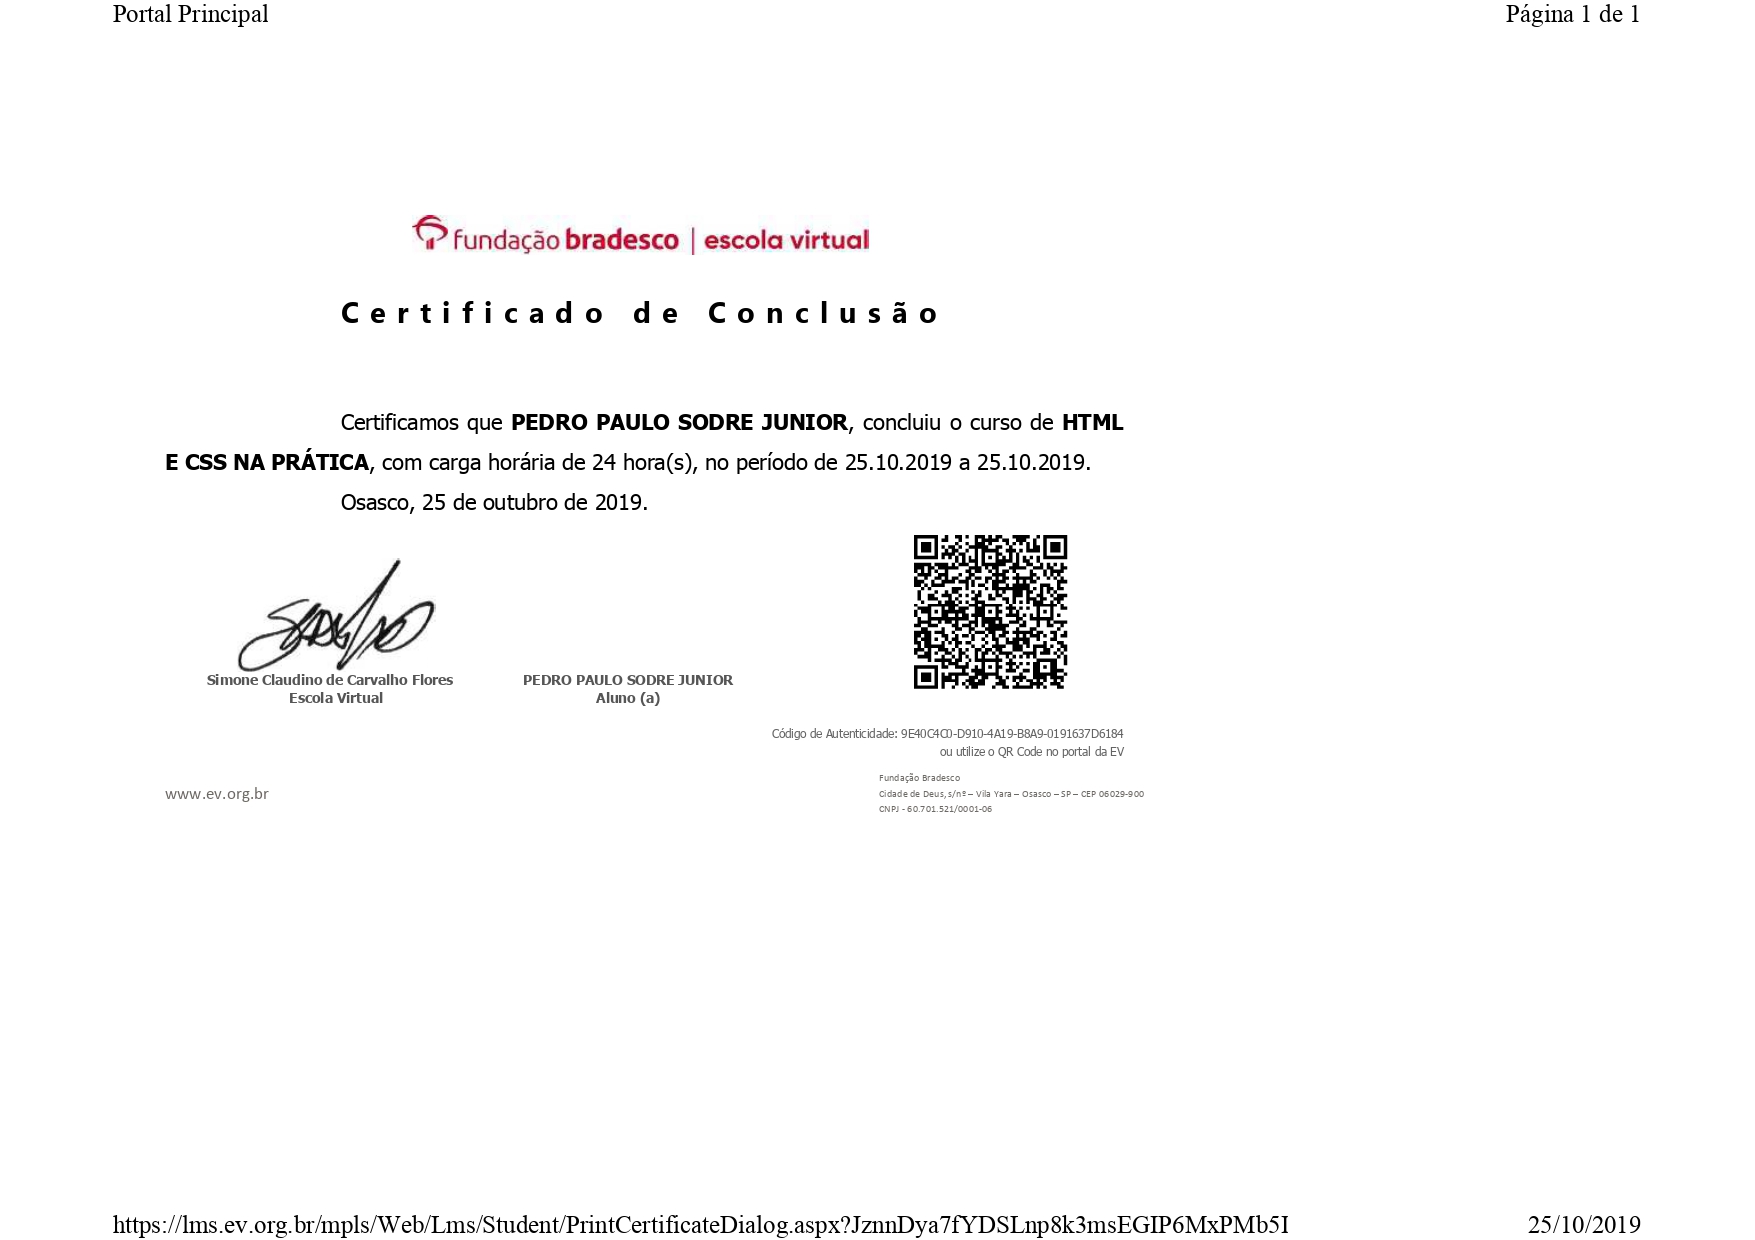 Portal Principal
Página 1 de 1
fundação bradesco | escola virtual
Certificado de Conclusão
Certificamos que PEDRO PAULO SODRE JUNIOR, concluiu o curso de HTML
E CSS NA PRÁTICA, com carga horária de 24 hora(s), no período de 25.10.2019 a 25.10.2019.
Osasco, 25 de outubro de 2019.
Simone Claudino de Carvalho Flores
Escola Virtual
PEDRO PAULO SODRE JUNIOR
Aluno (a)
Código de Autenticidade: 9E40C4C0-D910-4A19-B8A9-0191637D6184
ou utilize o QR Code no portal da EV
www.ev.org.br
Fundação Bradesco
Cidade de Deus, s/nº – Vila Yara – Osasco – SP – CEP 06029-900
CNPJ - 60.701.521/0001-06
https://lms.ev.org.br/mpls/Web/Lms/Student/PrintCertificateDialog.aspx?JznnDya7fYDSLnp8k3msEGIP6MxPMb5I
25/10/2019